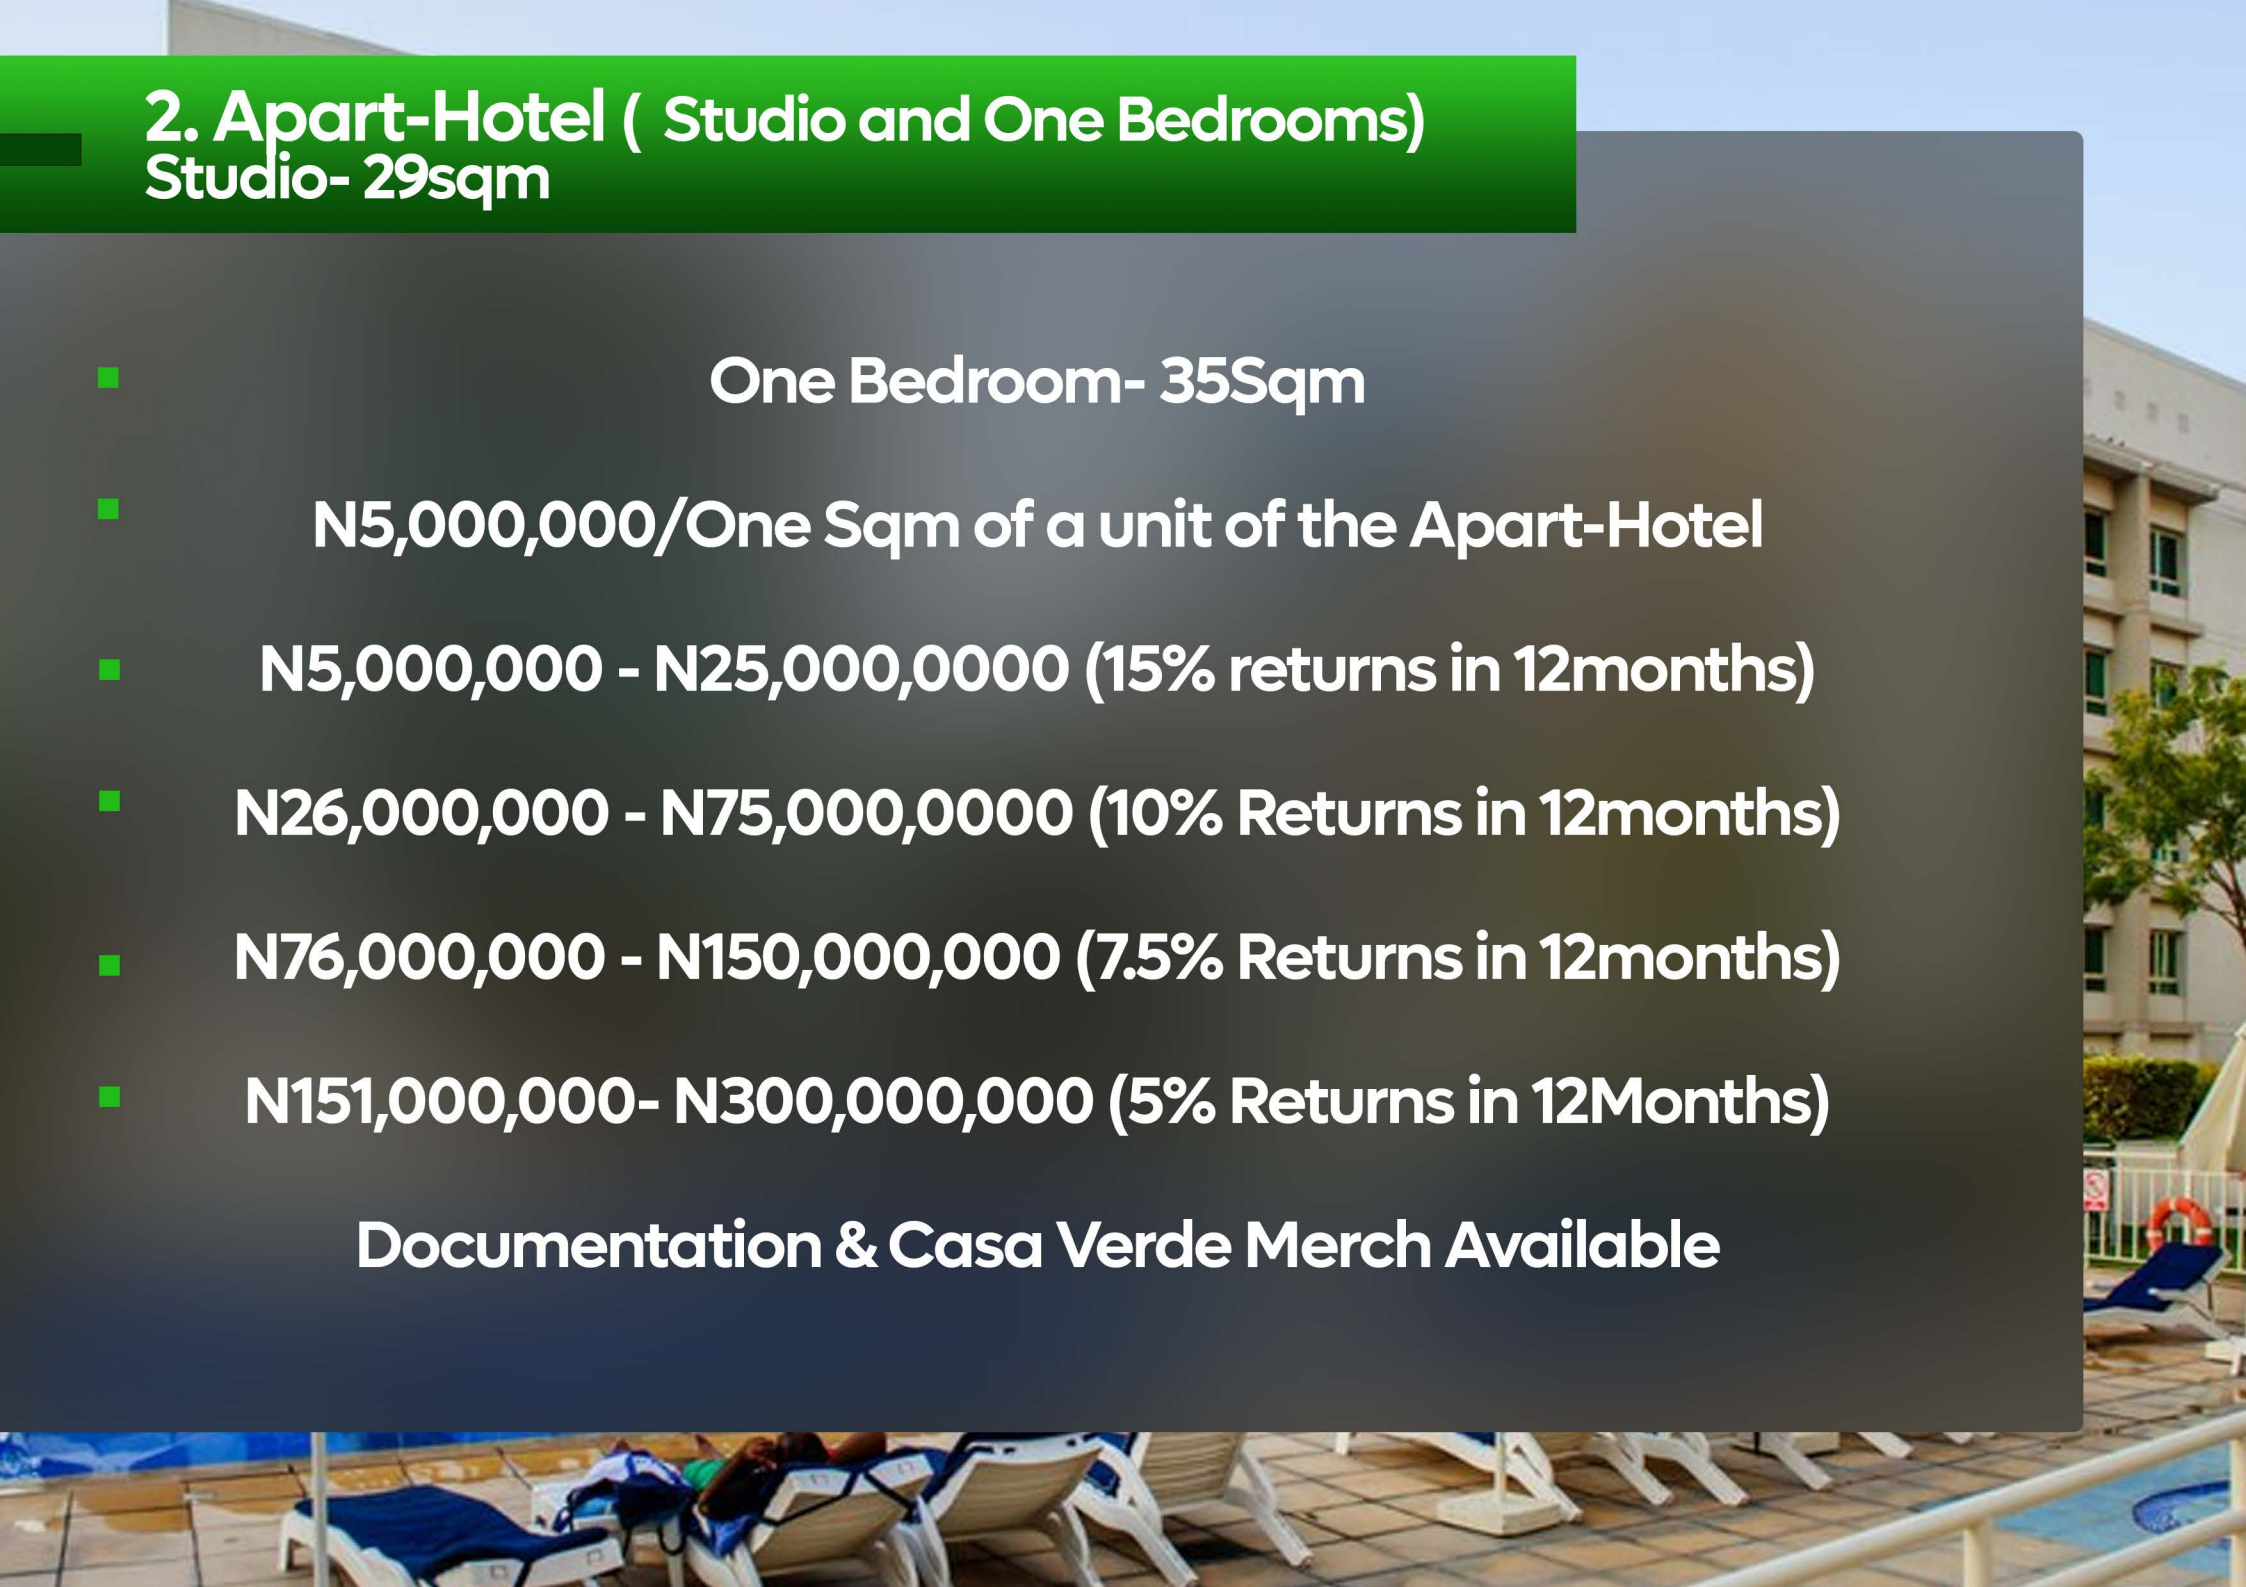 2. Apart-Hotel ( Studio and One Bedrooms)
Studio- 29sqm
One Bedroom- 35Sqm
N5,000,000/One Sqm of a unit of the Apart-Hotel
N5,000,000 - N25,000,0000 (15% returns in 12months)
N26,000,000 - N75,000,0000 (10% Returns in 12months)
N76,000,000 - N150,000,000 (7.5% Returns in 12months)
N151,000,000- N300,000,000 (5% Returns in 12Months)
Documentation & Casa Verde Merch Available